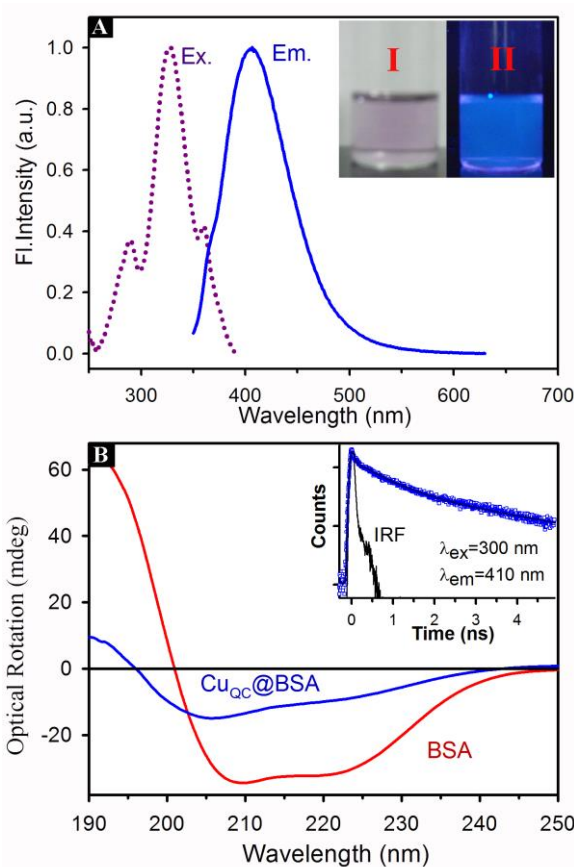 A
Ex.
Em.
I
II
Fl.Intensity (a.u.)
1.0
0.8
0.6
0.4
0.2
0.0
300 400 500 600 700
Wavelength (nm)
B
Optical Rotation (mdeg)
60
40
20
0
-20
Counts
IRF
λex=300 nm
λem=410 nm
0 1 2 3 4
Time (ns)
CuQC@BSA
BSA
190 200 210 220 230 240 250
Wavelength (nm)